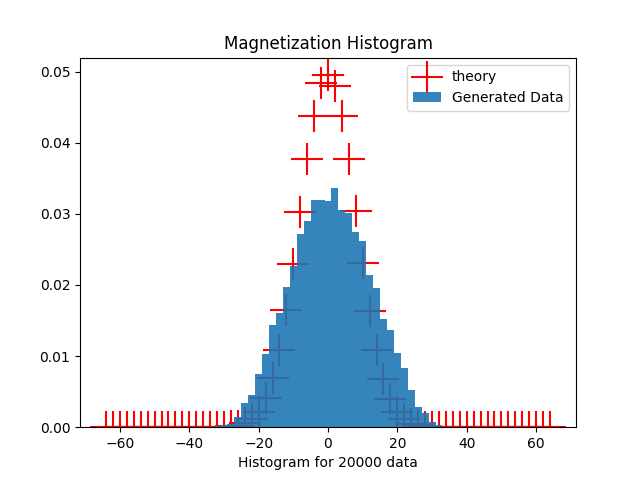 Magnetization Histogram
theory
Generated Data
0.05
0.04
0.03
0.02
0.01
0.00
−60 −40 −20 0 20 40 60
Histogram for 20000 data